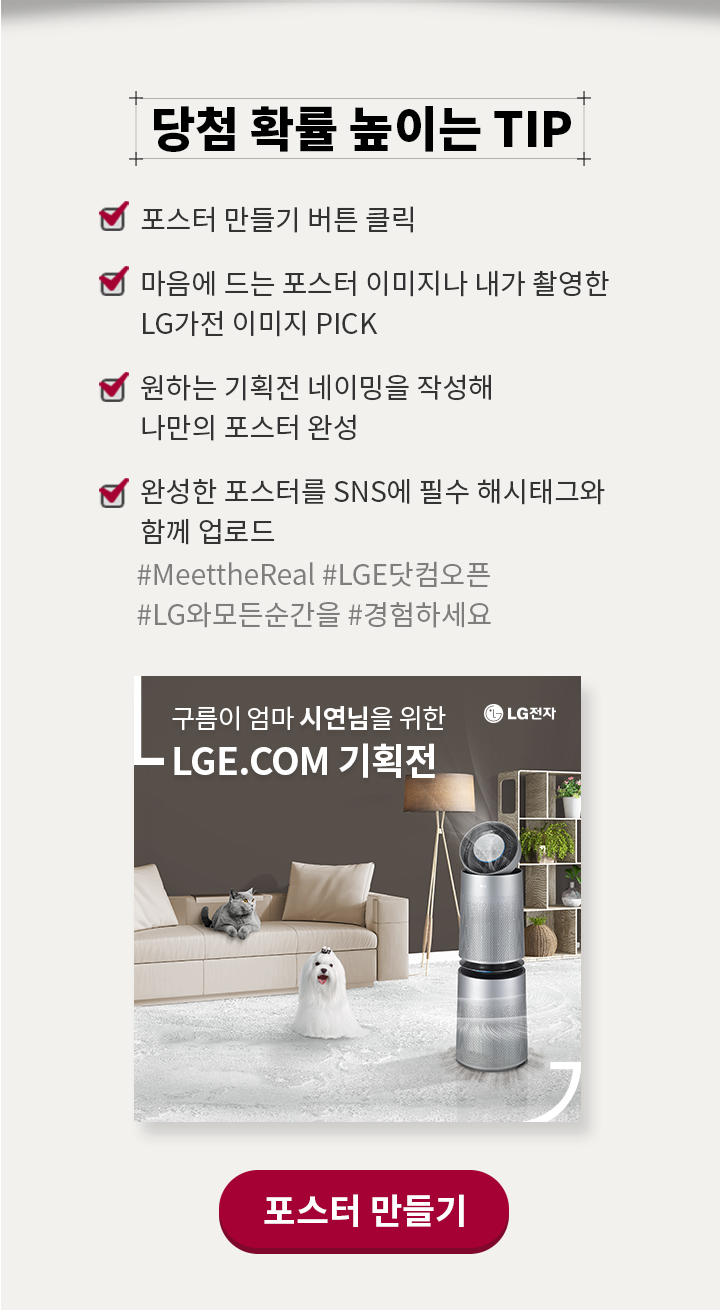 당첨 확률 높이는 TIP
포스터 만들기 버튼 클릭
마음에 드는 포스터 이미지나 내가 촬영한
LG가전 이미지 PICK
원하는 기획전 네이밍을 작성해
나만의 포스터 완성
완성한 포스터를 SNS에 필수 해시태그와
함께 업로드
#MeettheReal #LGE닷컴오픈
#LG와모든순간을 #경험하세요
구름이 엄마 시연님을 위한
LG전자
LGE.COM 기획전
포스터 만들기